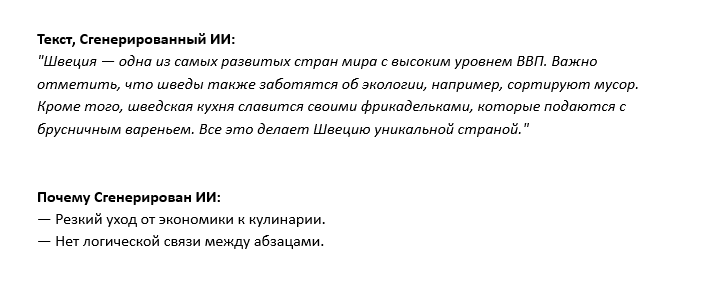 Текст, Сгенерированный ИИ:
"Швеция — одна из самых развитых стран мира с высоким уровнем ВВП. Важно
отметить, что шведы также заботятся об экологии, например, сортируют мусор.
Кроме того, шведская кухня славится своими фрикадельками, которые подаются с
брусничным вареньем. Все это делает Швецию уникальной страной."
Почему Сгенерирован ИИ:
— Резкий уход от экономики к кулинарии.
— Нет логической связи между абзацами.